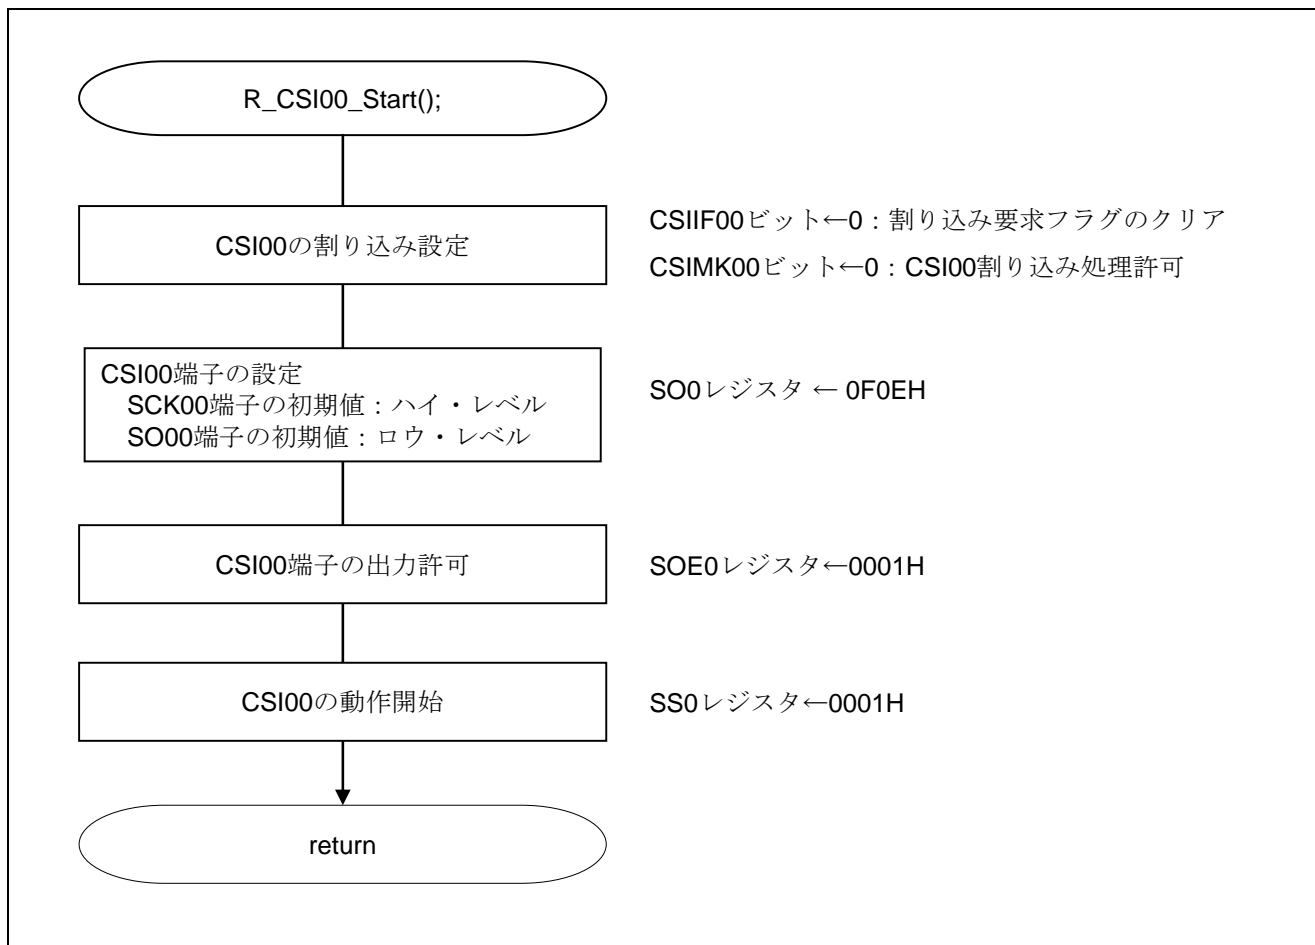 R_CSI00_Start();
CSI00の割り込み設定
CSIIF00ビット←0：割り込み要求フラグのクリア
CSIMK00ビット←0：CSI00割り込み処理許可
CSI00端子の設定
SCK00端子の初期値：ハイ・レベル
SO00端子の初期値：ロウ・レベル
SO0レジスタ ← 0F0EH
CSI00端子の出力許可
SOE0レジスタ←0001H
CSI00の動作開始
SS0レジスタ←0001H
return